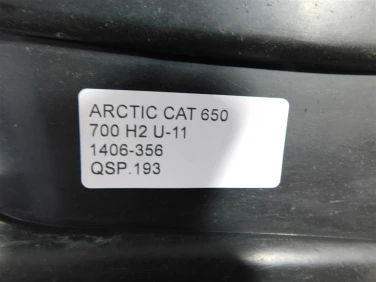 ARCTIC CAT 650
700 H2 U-11
1406-356
QSP.193